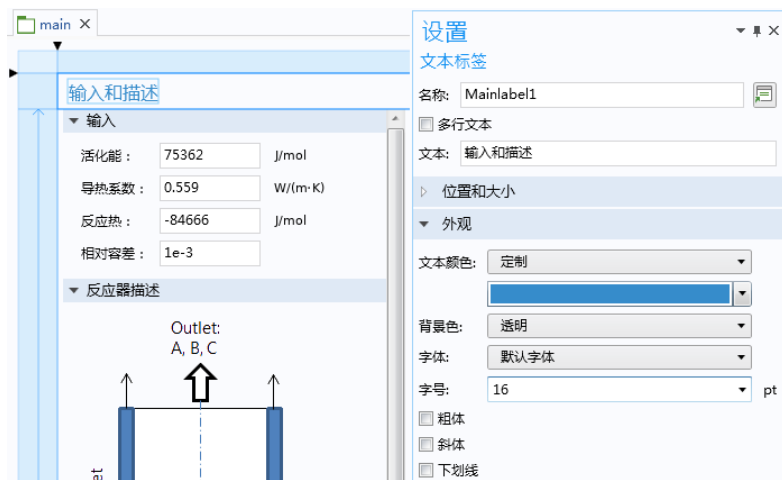 main
输入和描述
输入
活化能： 75362 J/mol
导热系数： 0.559 W/(m·K)
反应热： -84666 J/mol
相对容差： 1e-3
反应器描述
Outlet:
A, B, C
设置
文本标签
名称: Mainlabel1
多行文本
文本: 输入和描述
位置和大小
外观
文本颜色: 定制
背景色: 透明
字体: 默认字体
字号: 16 pt
粗体
斜体
下划线